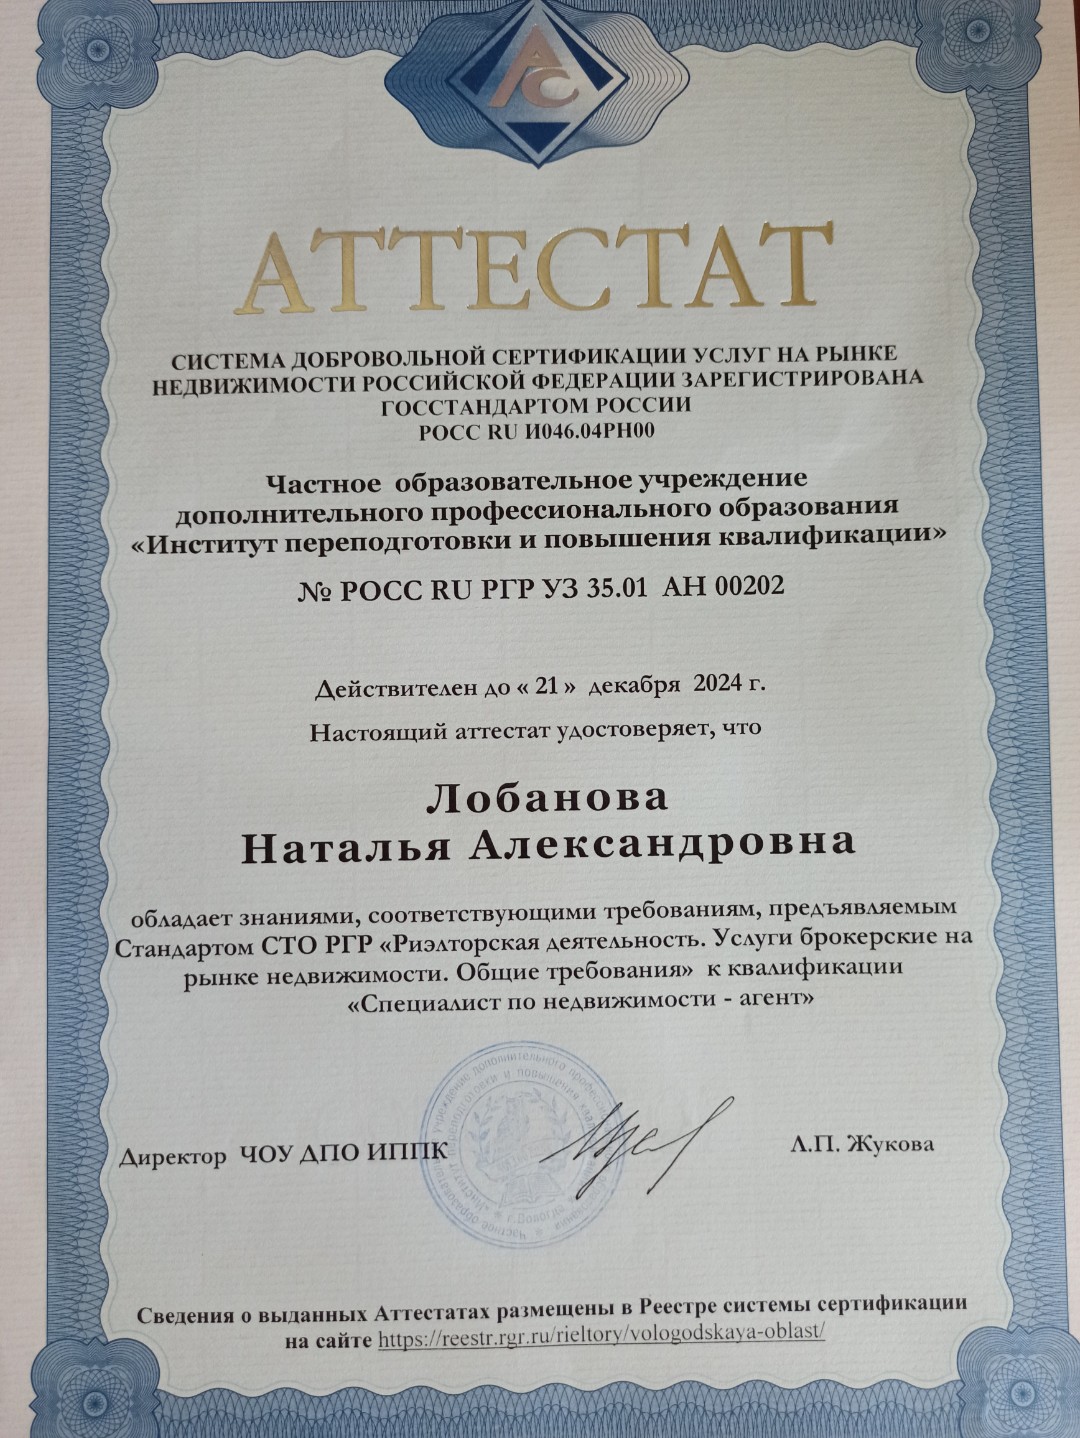 АС
АТТЕСТАТ
СИСТЕМА ДОБРОВОЛЬНОЙ СЕРТИФИКАЦИИ УСЛУГ НА РЫНКЕ
НЕДВИЖИМОСТИ РОССИЙСКОЙ ФЕДЕРАЦИИ ЗАРЕГИСТРИРОВАНА
ГОССТАНДАРТОМ РОССИИ
РОСС RU И046.04РН00
Частное образовательное учреждение
дополнительного профессионального образования
«Институт переподготовки и повышения квалификации»
№ РОСС RU РГР УЗ 35.01 АН 00202
Действителен до « 21 » декабря 2024 г.
Настоящий аттестат удостоверяет, что
Лобанова
Наталья Александровна
обладает знаниями, соответствующими требованиям, предъявляемым
Стандартом СТО РГР «Риэлторская деятельность. Услуги брокерские на
рынке недвижимости. Общие требования» к квалификации
«Специалист по недвижимости - агент»
Директор ЧОУ ДПО ИППК
Л.П. Жукова
г.Вологда
Сведения о выданных Аттестатах размещены в Реестре системы сертификации
на сайте https://reestr.rgr.ru/rieltory/vologodskaya-oblast/